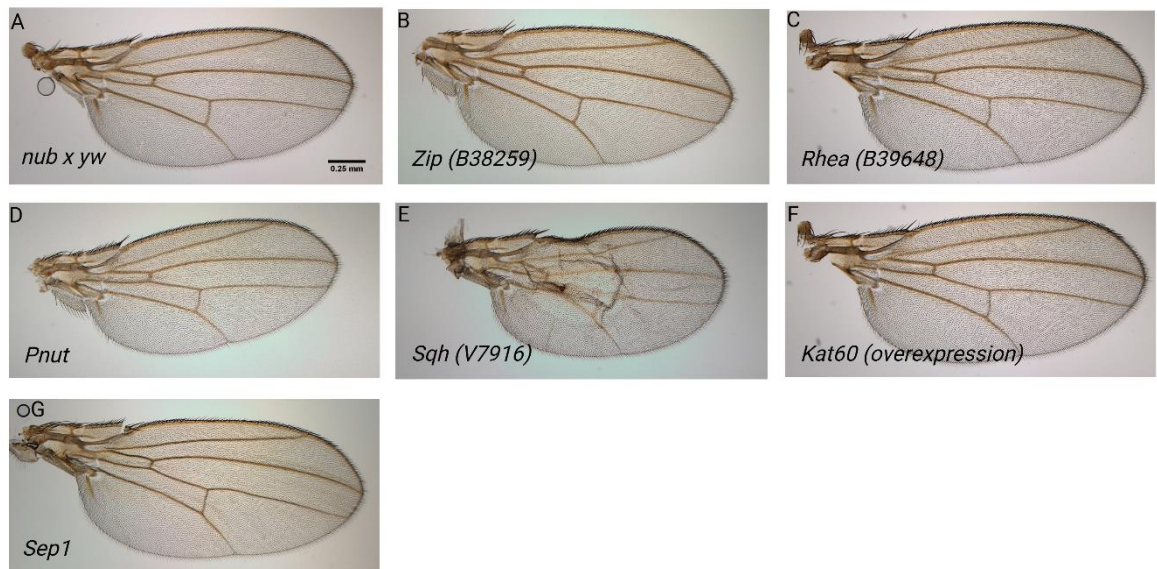 A
nub x yw
0.25 mm
B
Zip (B38259)
C
Rhea (B39648)
D
Pnut
E
Sqh (V7916)
F
Kat60 (overexpression)
G
Sep1